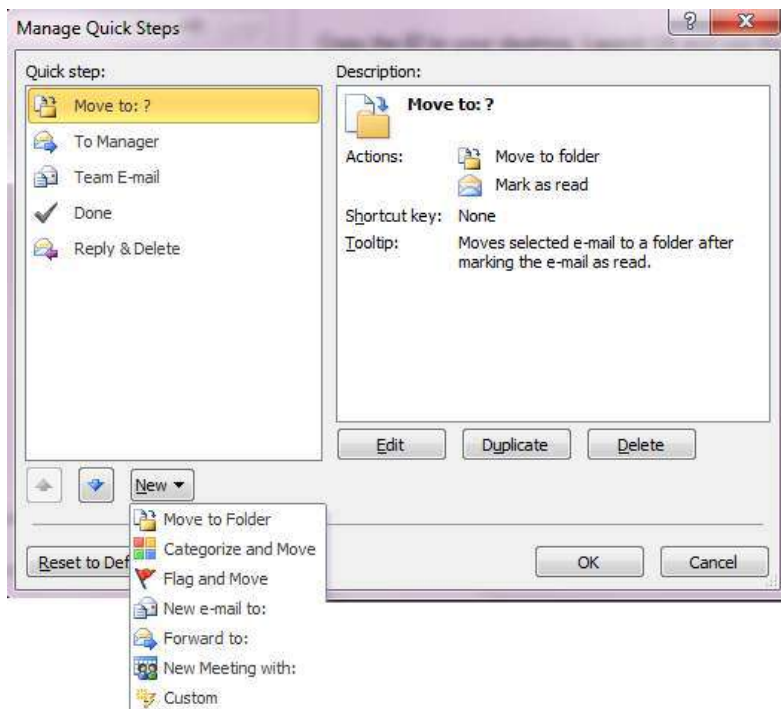 Manage Quick Steps
Quick step:
Move to: ?
To Manager
Team E-mail
Done
Reply & Delete
Description:
Move to: ?
Actions: Move to folder
Mark as read
Shortcut key: None
Tooltip: Moves selected e-mail to a folder after
marking the e-mail as read.
Edit Duplicate Delete
New
Move to Folder
Categorize and Move
Flag and Move
New e-mail to:
Forward to:
New Meeting with:
Custom
Reset to Def
OK Cancel